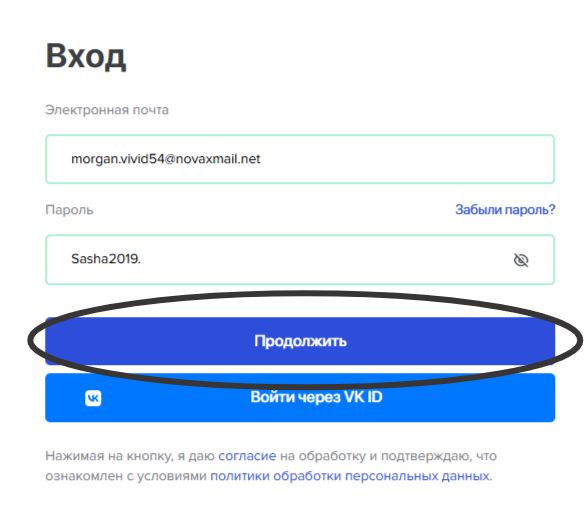 Вход
Электронная почта
morgan.vivid54@novaxmail.net
Пароль Забыли пароль?
Sasha2019.
Продолжить
Войти через VK ID
Нажимая на кнопку, я даю согласие на обработку и подтверждаю, что
ознакомлен с условиями политики обработки персональных данных.